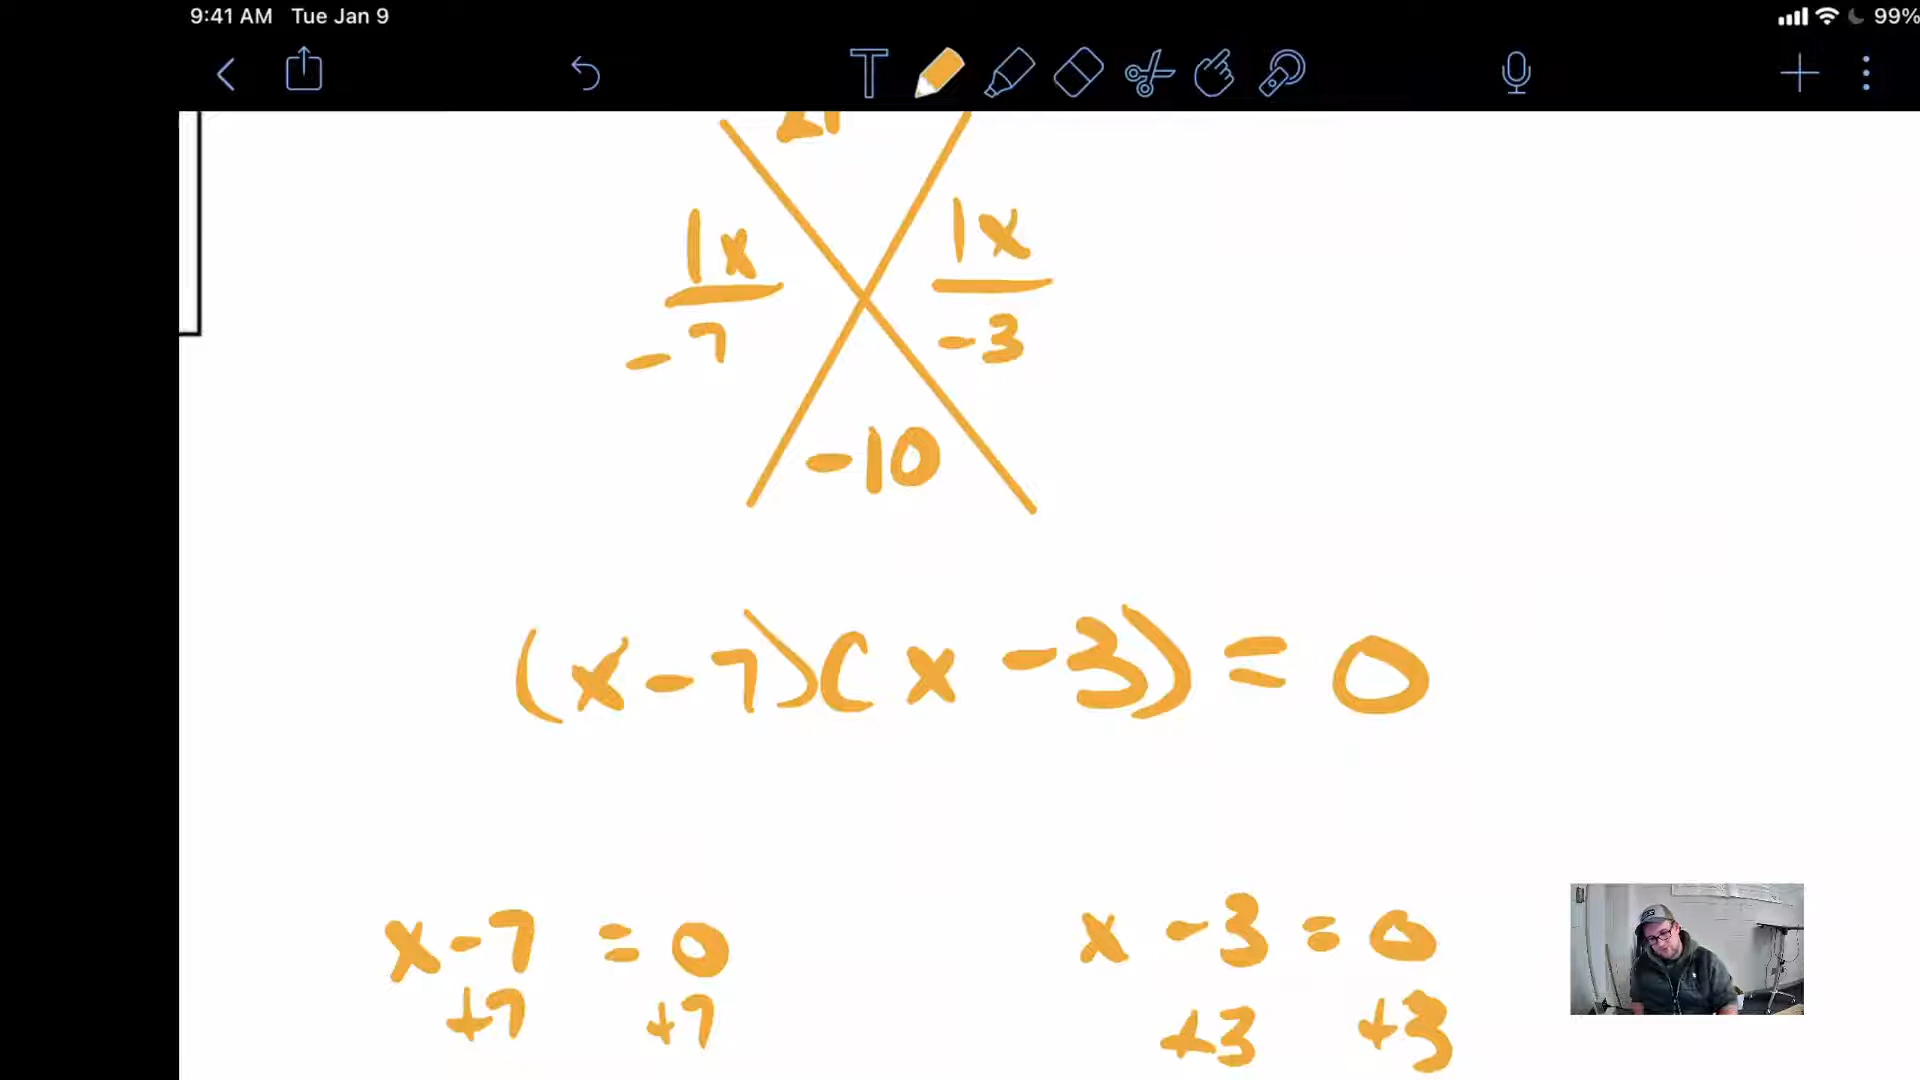 9:41 AM Tue Jan 9 99%
T
1x 1x
-7 -3
-10
(x-7)(x-3)=0
x-7=0 x-3=0
+7 +7 +3 +3